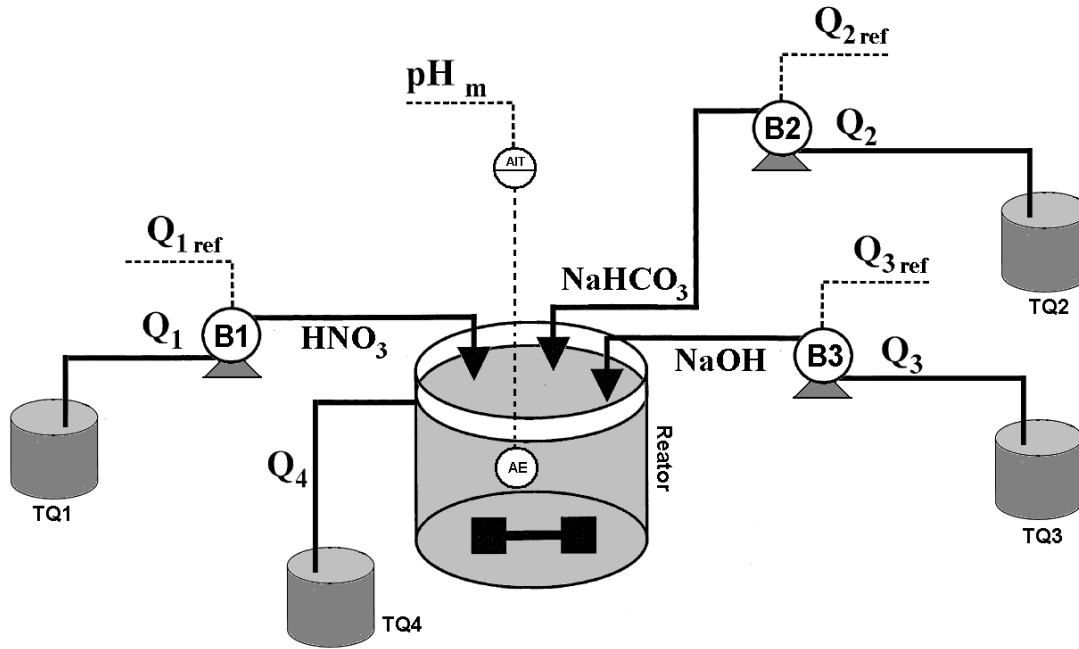 Q2 ref
pH m
B2
Q2
AIT
TQ2
Q1 ref
Q3 ref
NaHCO3
Q1
B1
HNO3
NaOH
B3
Q3
Reator
Q4
AE
TQ1
TQ3
TQ4